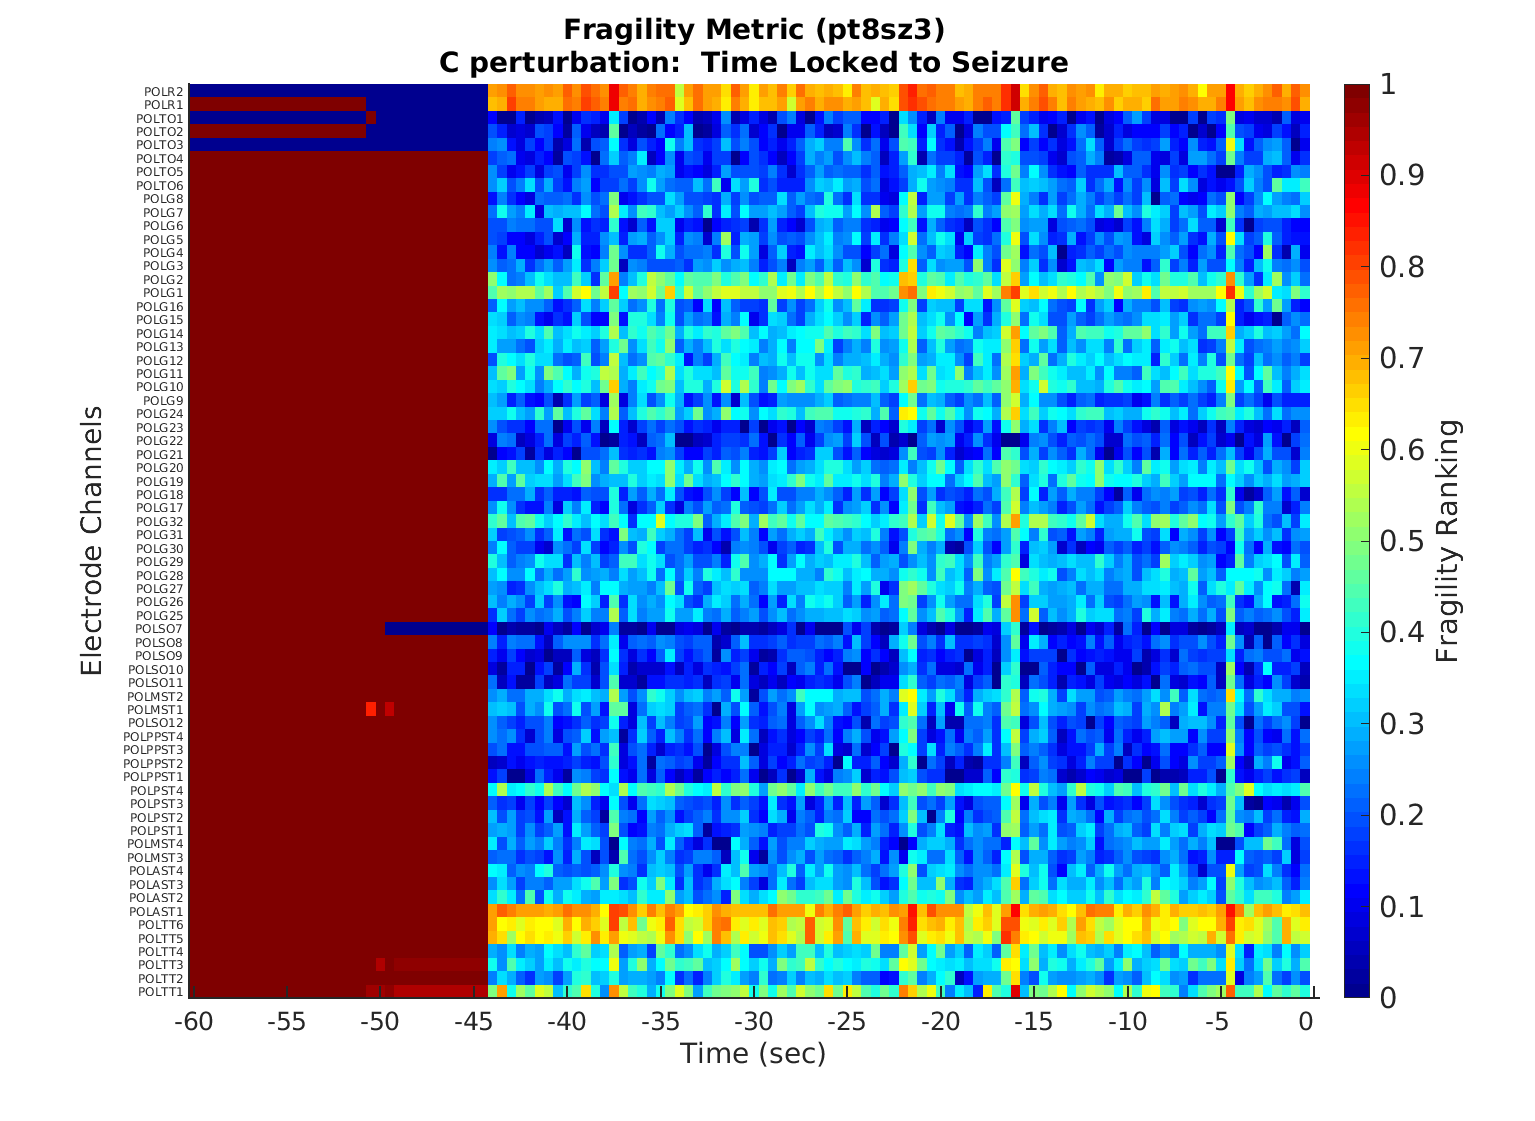 Fragility Metric (pt8sz3)
C perturbation:  Time Locked to Seizure
Electrode Channels
POLR2
POLR1
POLTO1
POLTO2
POLTO3
POLTO4
POLTO5
POLTO6
POLG8
POLG7
POLG6
POLG5
POLG4
POLG3
POLG2
POLG1
POLG16
POLG15
POLG14
POLG13
POLG12
POLG11
POLG10
POLG9
POLG24
POLG23
POLG22
POLG21
POLG20
POLG19
POLG18
POLG17
POLG32
POLG31
POLG30
POLG29
POLG28
POLG27
POLG26
POLG25
POLSO7
POLSO8
POLSO9
POLSO10
POLSO11
POLMST2
POLMST1
POLSO12
POLPPST4
POLPPST3
POLPPST2
POLPPST1
POLPST4
POLPST3
POLPST2
POLPST1
POLMST4
POLMST3
POLAST4
POLAST3
POLAST2
POLAST1
POLTT6
POLTT5
POLTT4
POLTT3
POLTT2
POLTT1
-60 -55 -50 -45 -40 -35 -30 -25 -20 -15 -10 -5 0
Time (sec)
1
0.9
0.8
0.7
0.6
0.5
0.4
0.3
0.2
0.1
0
Fragility Ranking